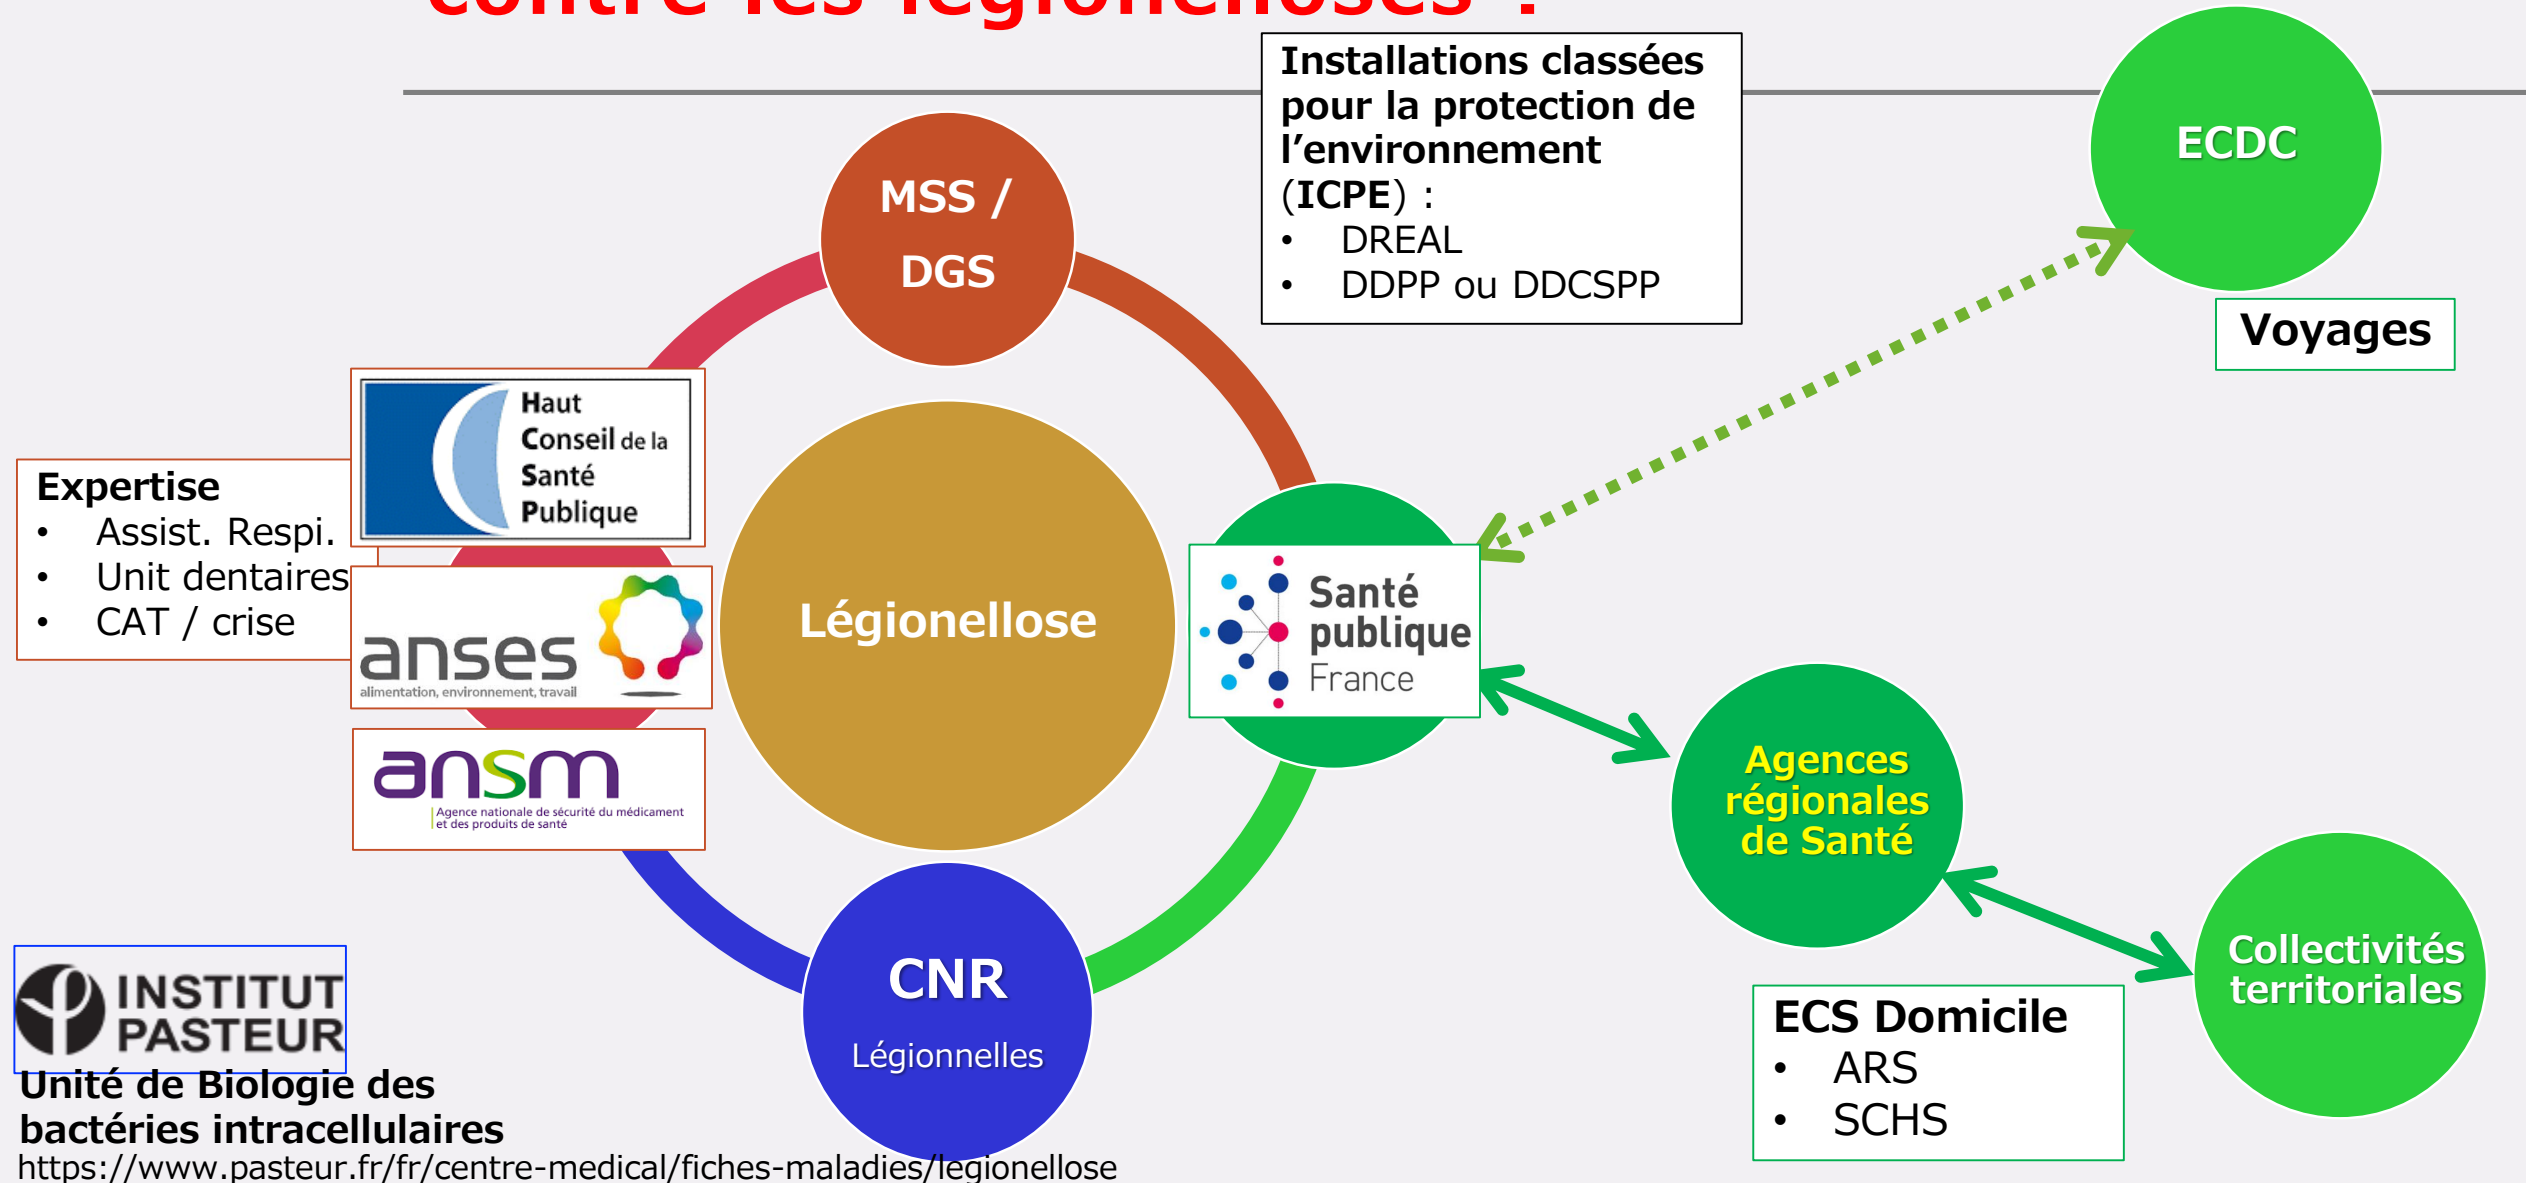 contre les légionelloses :
Installations classées
pour la protection de
l’environnement
(ICPE) :
• DREAL
• DDPP ou DDCSPP
ECDC
Voyages
MSS /
DGS
Haut
Conseil de la
Santé
Publique
Expertise
• Assist. Respi.
• Unit dentaires
• CAT / crise
anses
alimentation, environnement, travail
ansm
Agence nationale de sécurité du médicament
et des produits de santé
Légionellose
Santé
publique
France
Agences
régionales
de Santé
Collectivités
territoriales
ECS Domicile
• ARS
• SCHS
CNR
Légionnelles
INSTITUT
PASTEUR
Unité de Biologie des
bactéries intracellulaires
https://www.pasteur.fr/fr/centre-medical/fiches-maladies/legionellose